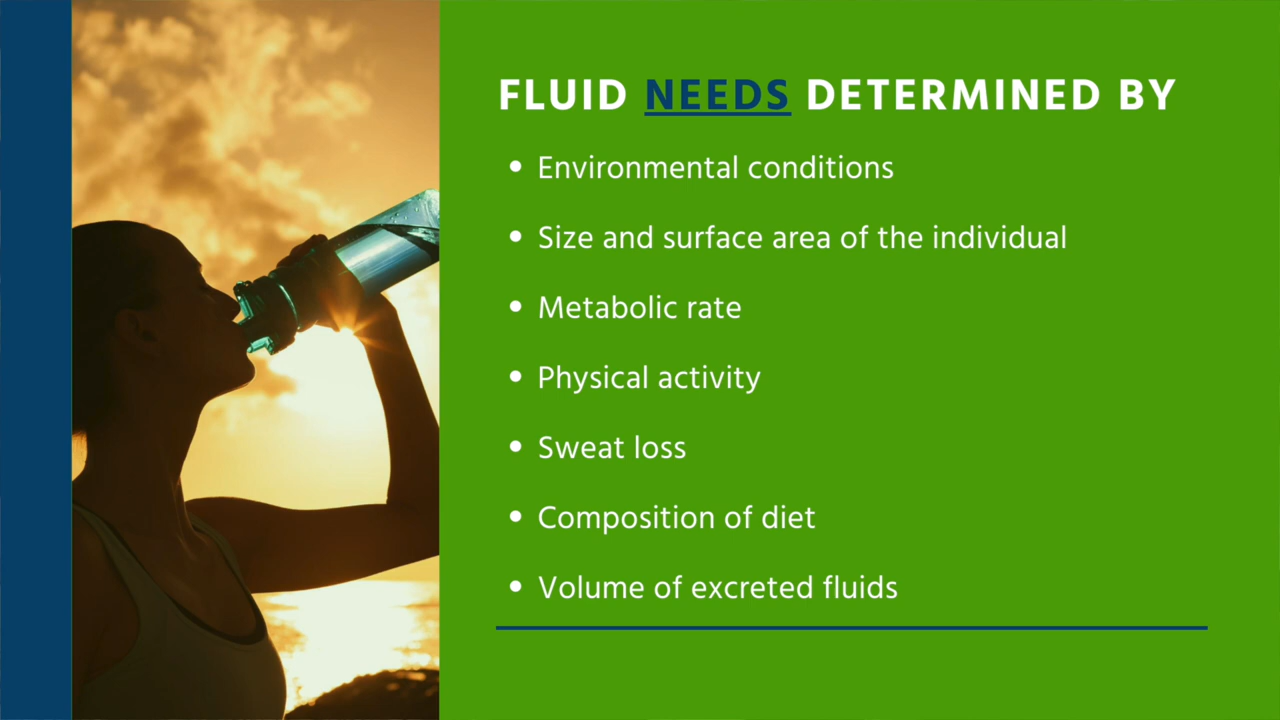 FLUID NEEDS DETERMINED BY
• Environmental conditions
• Size and surface area of the individual
• Metabolic rate
• Physical activity
• Sweat loss
• Composition of diet
• Volume of excreted fluids